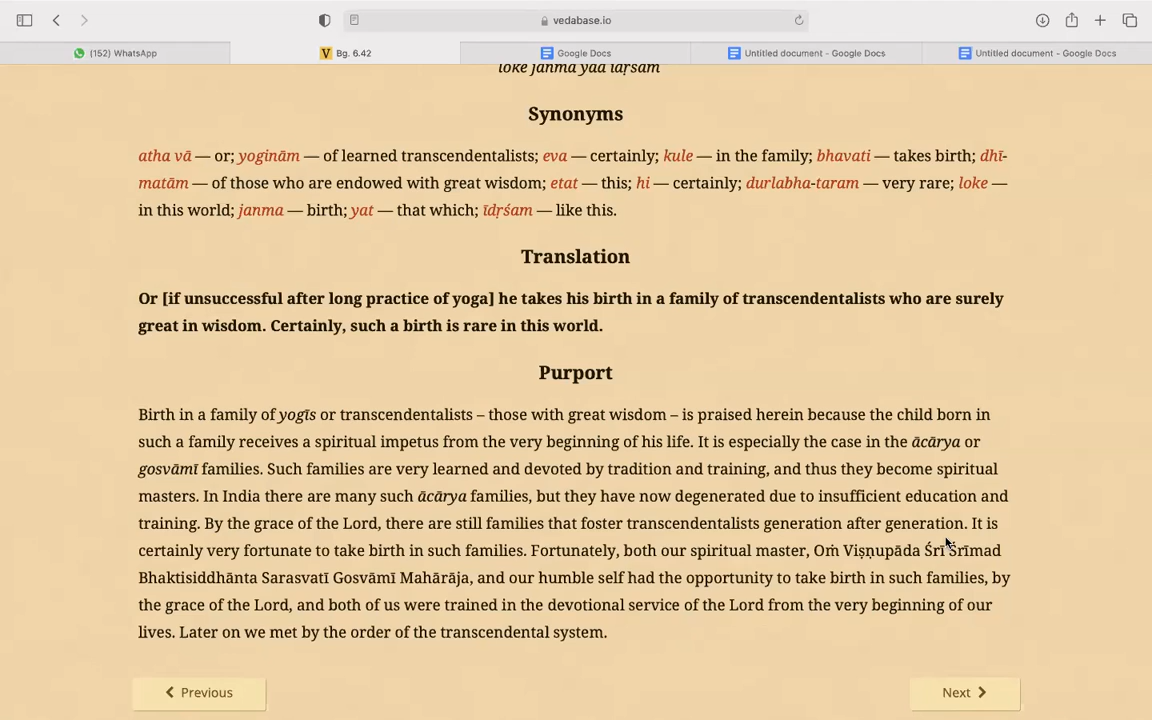 vedabase.io
(152) WhatsApp
Bg. 6.42
Google Docs
Untitled document - Google Docs
Untitled document - Google Docs
loke janma yad īdṛśam
Synonyms
atha vā — or; yoginām — of learned transcendentalists; eva — certainly; kule — in the family; bhavati — takes birth; dhī-
matām — of those who are endowed with great wisdom; etat — this; hi — certainly; durlabha-taram — very rare; loke —
in this world; janma — birth; yat — that which; īdṛśam — like this.
Translation
Or [if unsuccessful after long practice of yoga] he takes his birth in a family of transcendentalists who are surely
great in wisdom. Certainly, such a birth is rare in this world.
Purport
Birth in a family of yogīs or transcendentalists – those with great wisdom – is praised herein because the child born in
such a family receives a spiritual impetus from the very beginning of his life. It is especially the case in the ācārya or
gosvāmī families. Such families are very learned and devoted by tradition and training, and thus they become spiritual
masters. In India there are many such ācārya families, but they have now degenerated due to insufficient education and
training. By the grace of the Lord, there are still families that foster transcendentalists generation after generation. It is
certainly very fortunate to take birth in such families. Fortunately, both our spiritual master, Oṁ Viṣṇupāda Śrī Śrīmad
Bhaktisiddhānta Sarasvatī Gosvāmī Mahārāja, and our humble self had the opportunity to take birth in such families, by
the grace of the Lord, and both of us were trained in the devotional service of the Lord from the very beginning of our
lives. Later on we met by the order of the transcendental system.
Previous
Next